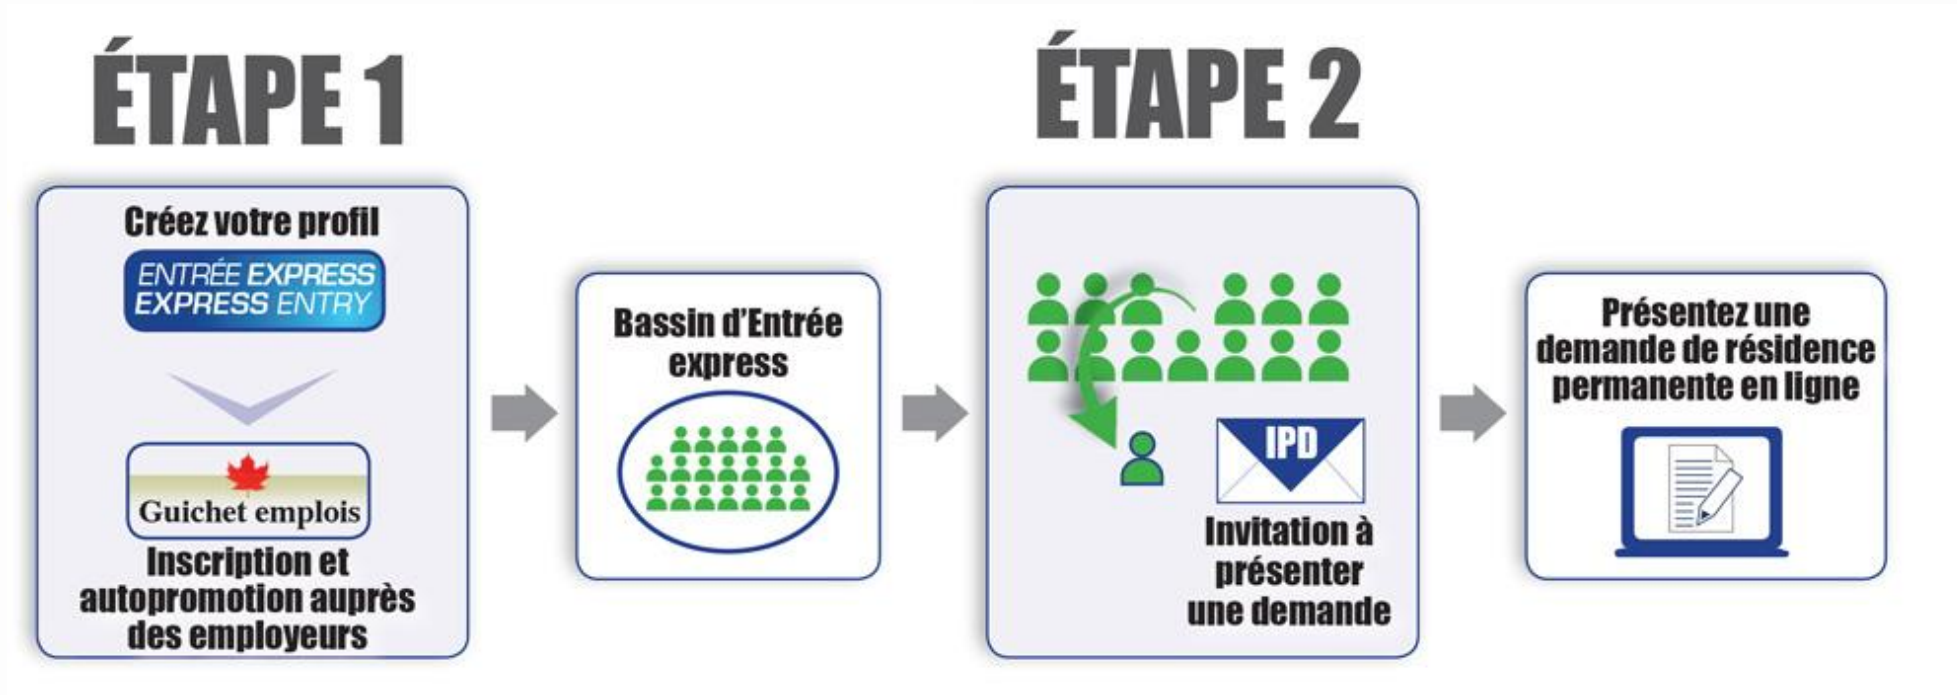 ÉTAPE 1
Créez votre profil
ENTRÉE EXPRESS
EXPRESS ENTRY
Guichet emplois
Inscription et
autopromotion auprès
des employeurs
Bassin d'Entrée
express
ÉTAPE 2
IPD
Invitation à
présenter
une demande
Présentez une
demande de résidence
permanente en ligne